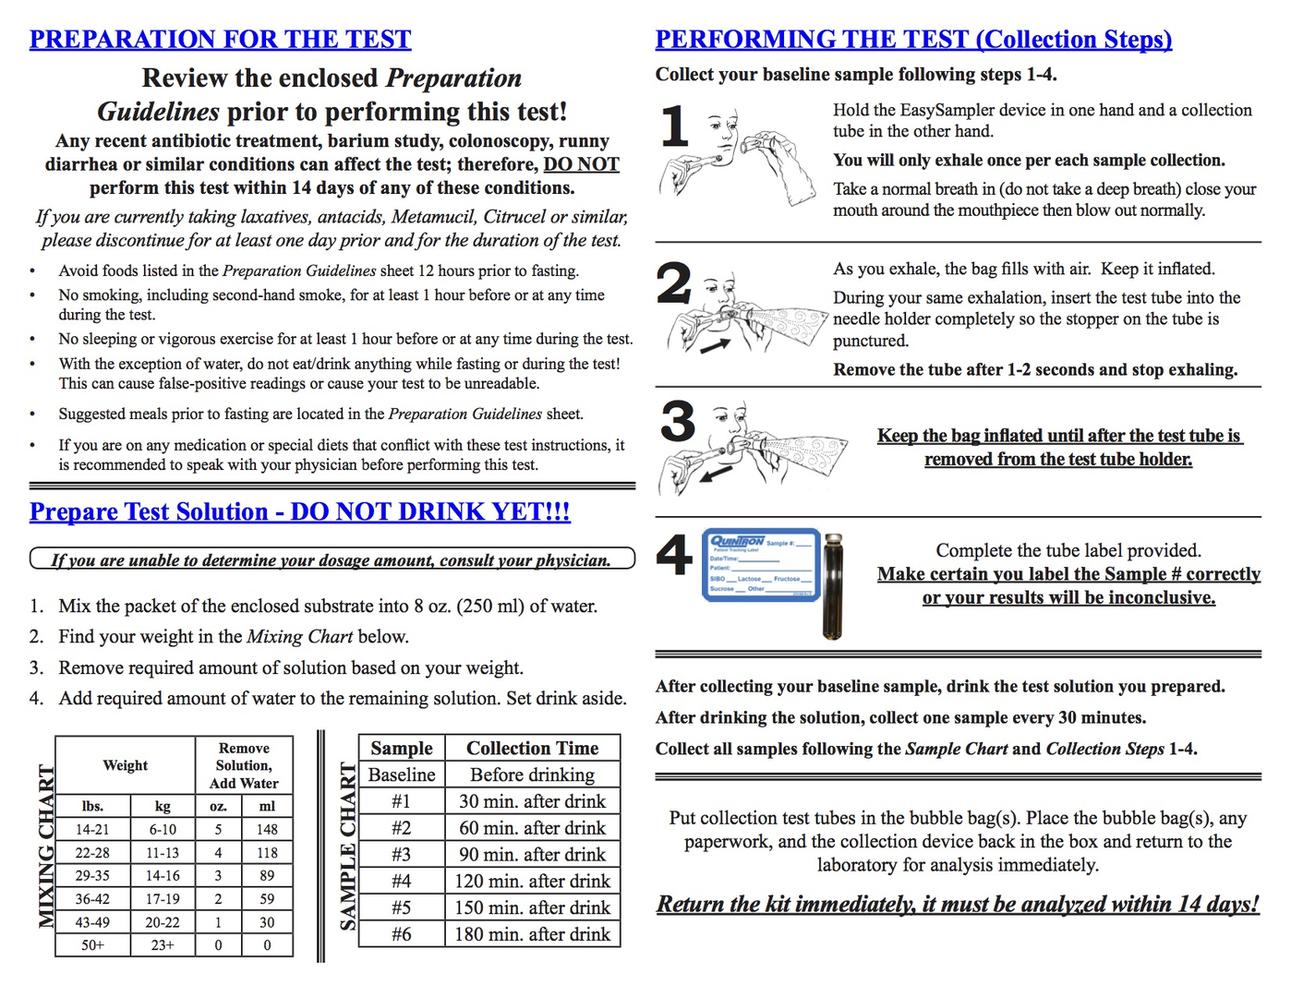 PREPARATION FOR THE TEST
Review the enclosed Preparation
Guidelines prior to performing this test!
Any recent antibiotic treatment, barium study, colonoscopy, runny
diarrhea or similar conditions can affect the test; therefore, DO NOT
perform this test within 14 days of any of these conditions.
If you are currently taking laxatives, antacids, Metamucil, Citrucel or similar,
please discontinue for at least one day prior and for the duration of the test.
• Avoid foods listed in the Preparation Guidelines sheet 12 hours prior to fasting.
• No smoking, including second-hand smoke, for at least 1 hour before or at any time
during the test.
• No sleeping or vigorous exercise for at least 1 hour before or at any time during the test.
• With the exception of water, do not eat/drink anything while fasting or during the test!
This can cause false-positive readings or cause your test to be unreadable.
• Suggested meals prior to fasting are located in the Preparation Guidelines sheet.
• If you are on any medication or special diets that conflict with these test instructions, it
is recommended to speak with your physician before performing this test.
Prepare Test Solution - DO NOT DRINK YET!!!
If you are unable to determine your dosage amount, consult your physician.
1. Mix the packet of the enclosed substrate into 8 oz. (250 ml) of water.
2. Find your weight in the Mixing Chart below.
3. Remove required amount of solution based on your weight.
4. Add required amount of water to the remaining solution. Set drink aside.
MIXING CHART
Weight
Remove
Solution,
Add Water
lbs. kg oz. ml
14-21 6-10 5 148
22-28 11-13 4 118
29-35 14-16 3 89
36-42 17-19 2 59
43-49 20-22 1 30
50+ 23+ 0 0
SAMPLE CHART
Sample Collection Time
Baseline Before drinking
#1 30 min. after drink
#2 60 min. after drink
#3 90 min. after drink
#4 120 min. after drink
#5 150 min. after drink
#6 180 min. after drink
PERFORMING THE TEST (Collection Steps)
Collect your baseline sample following steps 1-4.
1
Hold the EasySampler device in one hand and a collection
tube in the other hand.
You will only exhale once per each sample collection.
Take a normal breath in (do not take a deep breath) close your
mouth around the mouthpiece then blow out normally.
2
As you exhale, the bag fills with air. Keep it inflated.
During your same exhalation, insert the test tube into the
needle holder completely so the stopper on the tube is
punctured.
Remove the tube after 1-2 seconds and stop exhaling.
3
Keep the bag inflated until after the test tube is
removed from the test tube holder.
4
QUINTRON Sample #:
Patient Tracking Label
Date/Time:
Patient:
SIBO Lactose Fructose
Sucrose Other
Complete the tube label provided.
Make certain you label the Sample # correctly
or your results will be inconclusive.
After collecting your baseline sample, drink the test solution you prepared.
After drinking the solution, collect one sample every 30 minutes.
Collect all samples following the Sample Chart and Collection Steps 1-4.
Put collection test tubes in the bubble bag(s). Place the bubble bag(s), any
paperwork, and the collection device back in the box and return to the
laboratory for analysis immediately.
Return the kit immediately, it must be analyzed within 14 days!